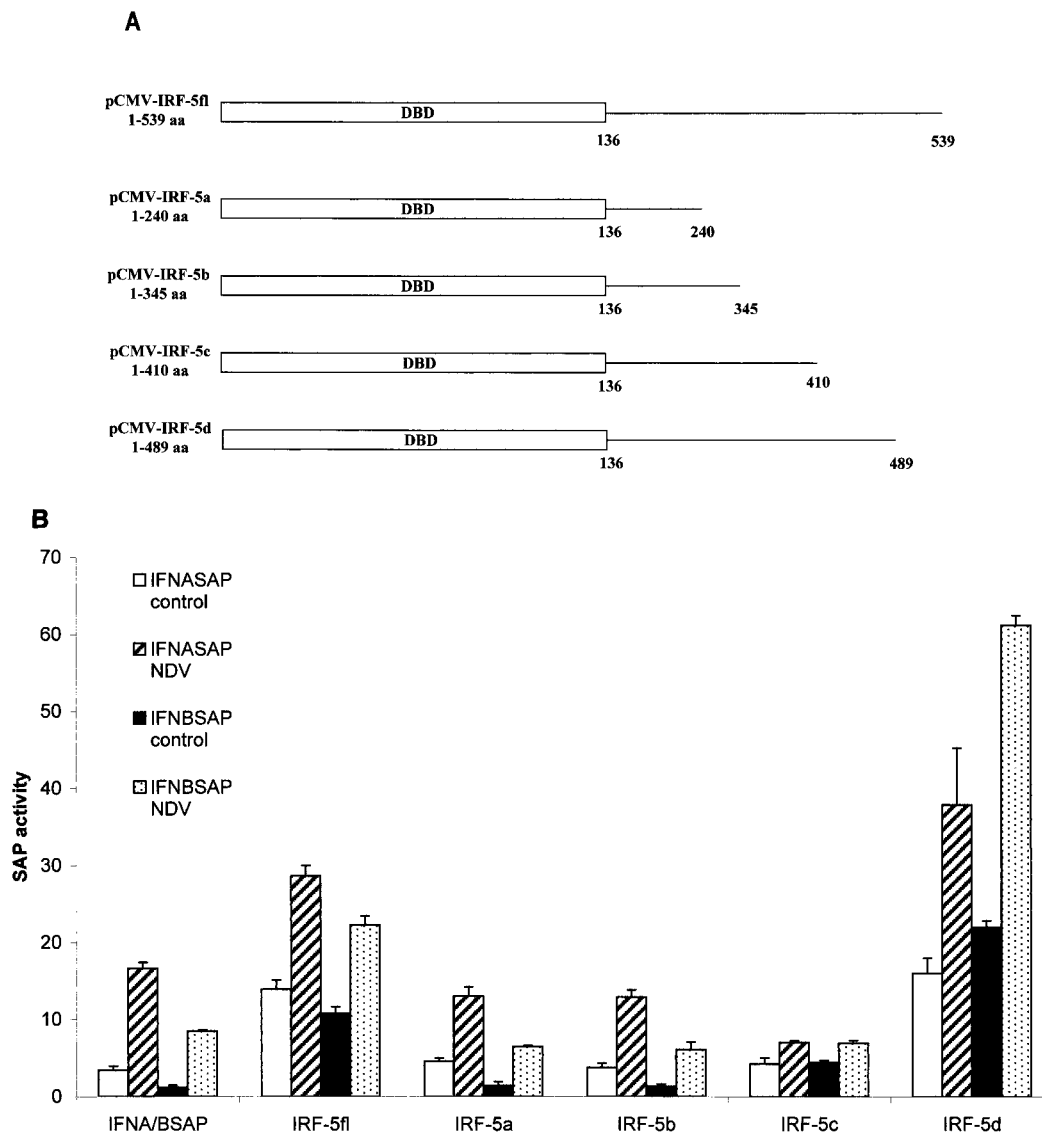 A
pCMV-IRF-5fl
1-539 aa
DBD
136
539
pCMV-IRF-5a
1-240 aa
DBD
136
240
pCMV-IRF-5b
1-345 aa
DBD
136
345
pCMV-IRF-5c
1-410 aa
DBD
136
410
pCMV-IRF-5d
1-489 aa
DBD
136
489
B
70
60
50
40
30
20
10
0
SAP activity
IFNASAP
control
IFNASAP
NDV
IFNBSAP
control
IFNBSAP
NDV
IFNA/BSAP
IRF-5fl
IRF-5a
IRF-5b
IRF-5c
IRF-5d